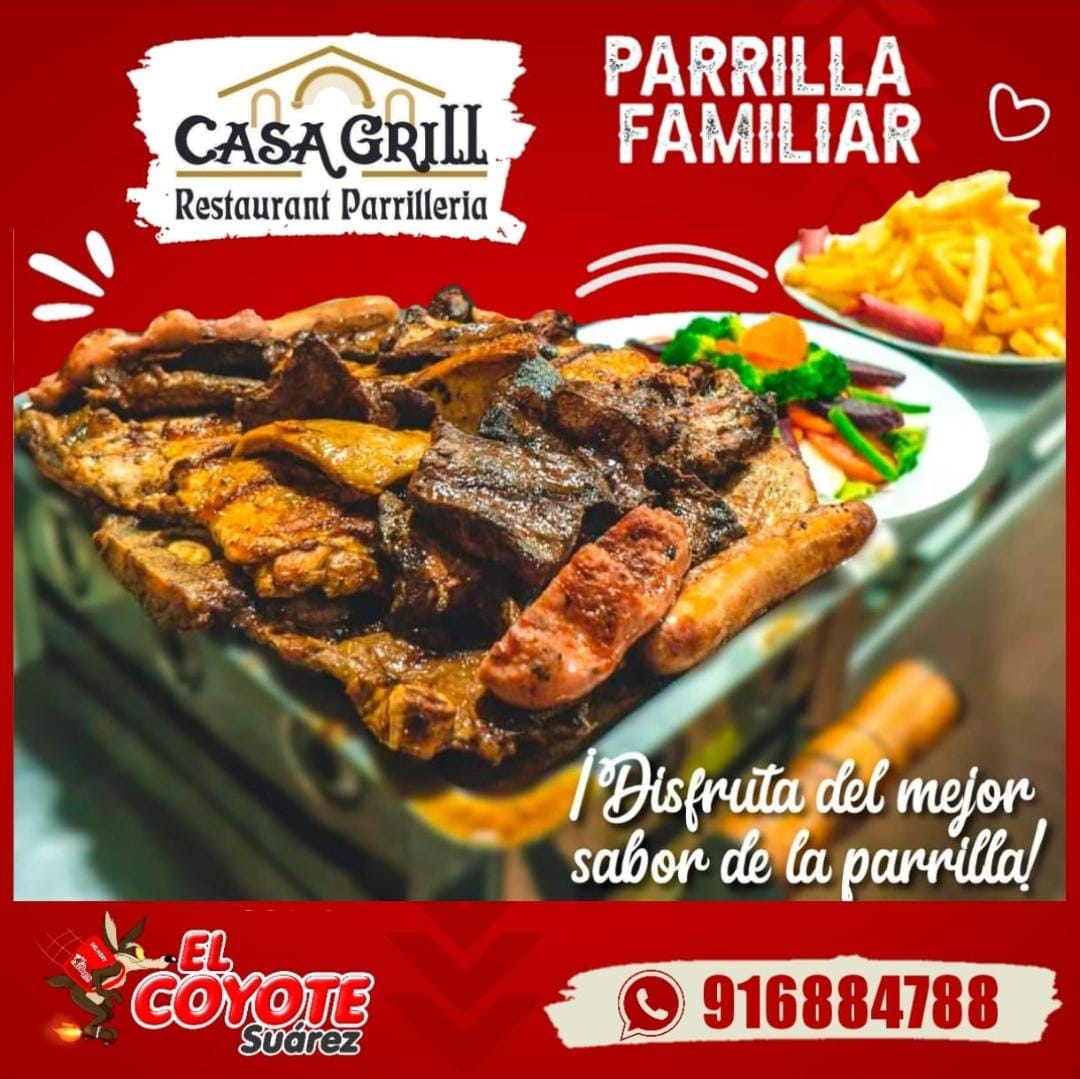 CASA GRILL
Restaurant Parrilleria
PARRILLA
FAMILIAR
¡Disfruta del mejor
sabor de la parrilla!
EL
COYOTE
Suárez
916884788